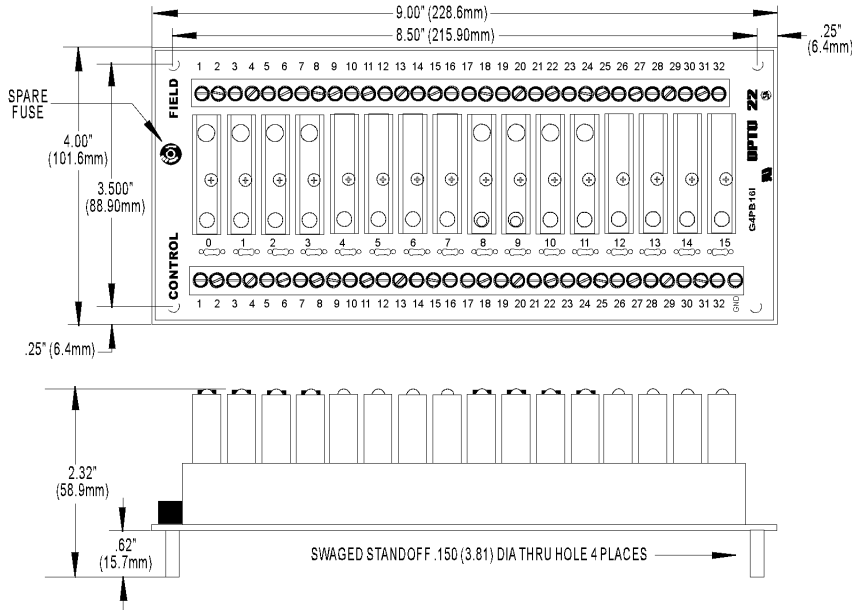 9.00" (228.6mm)
8.50" (215.90mm)
.25"
(6.4mm)
1 2 3 4 5 6 7 8 9 10 11 12 13 14 15 16 17 18 19 20 21 22 23 24 25 26 27 28 29 30 31 32
FIELD
SPARE
FUSE
4.00"
(101.6mm)
3.500"
(88.90mm)
OPTO 22
G4PB16I
CONTROL
0 1 2 3 4 5 6 7 8 9 10 11 12 13 14 15
1 2 3 4 5 6 7 8 9 10 11 12 13 14 15 16 17 18 19 20 21 22 23 24 25 26 27 28 29 30 31 32 GND
.25" (6.4mm)
2.32"
(58.9mm)
.62"
(15.7mm)
SWAGED STANDOFF .150 (3.81) DIA THRU HOLE 4 PLACES